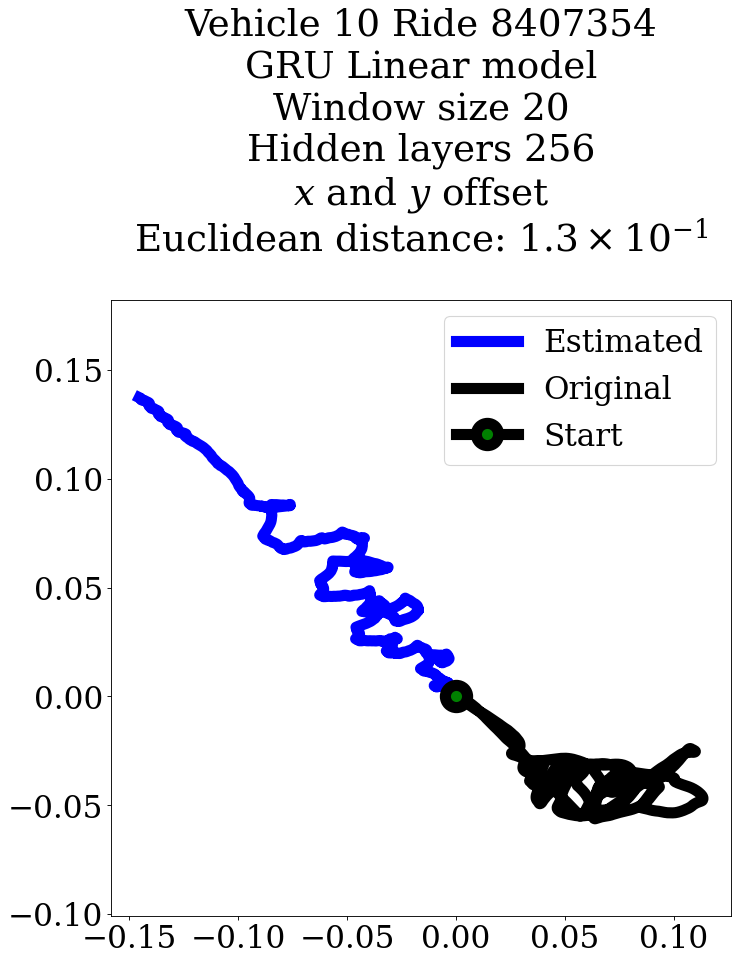 Vehicle 10 Ride 8407354
GRU Linear model
Window size 20
Hidden layers 256
x and y offset
Euclidean distance: 1.3 × 10⁻¹
Estimated
Original
Start
0.15
0.10
0.05
0.00
−0.05
−0.10
−0.15 −0.10 −0.05 0.00 0.05 0.10